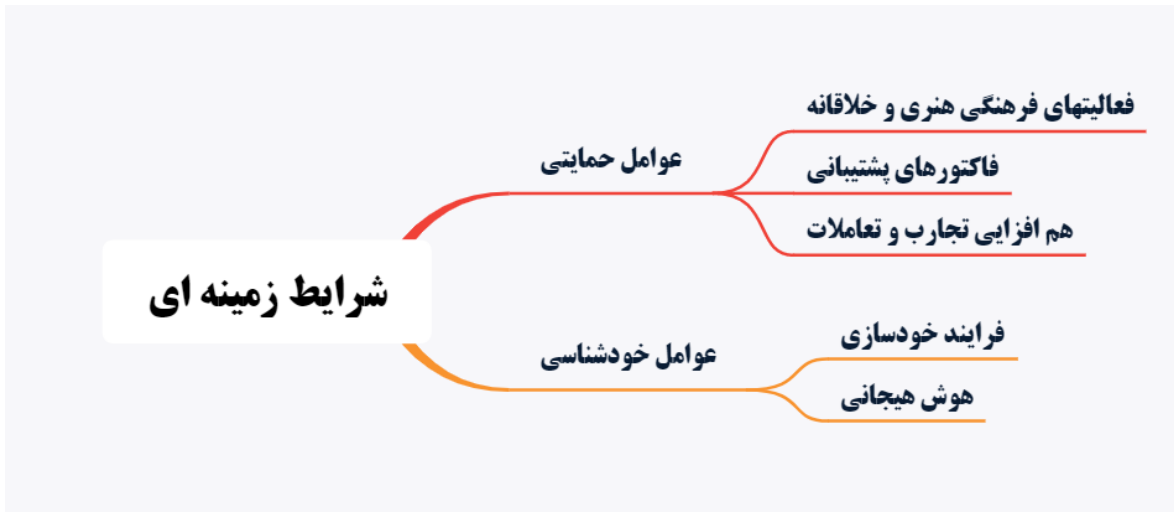 شرایط زمینه ای
عوامل حمایتی
فعالیتهای فرهنگی هنری و خلاقانه
فاکتورهای پشتیبانی
هم افزایی تجارب و تعاملات
عوامل خودشناسی
فرایند خودسازی
هوش هیجانی